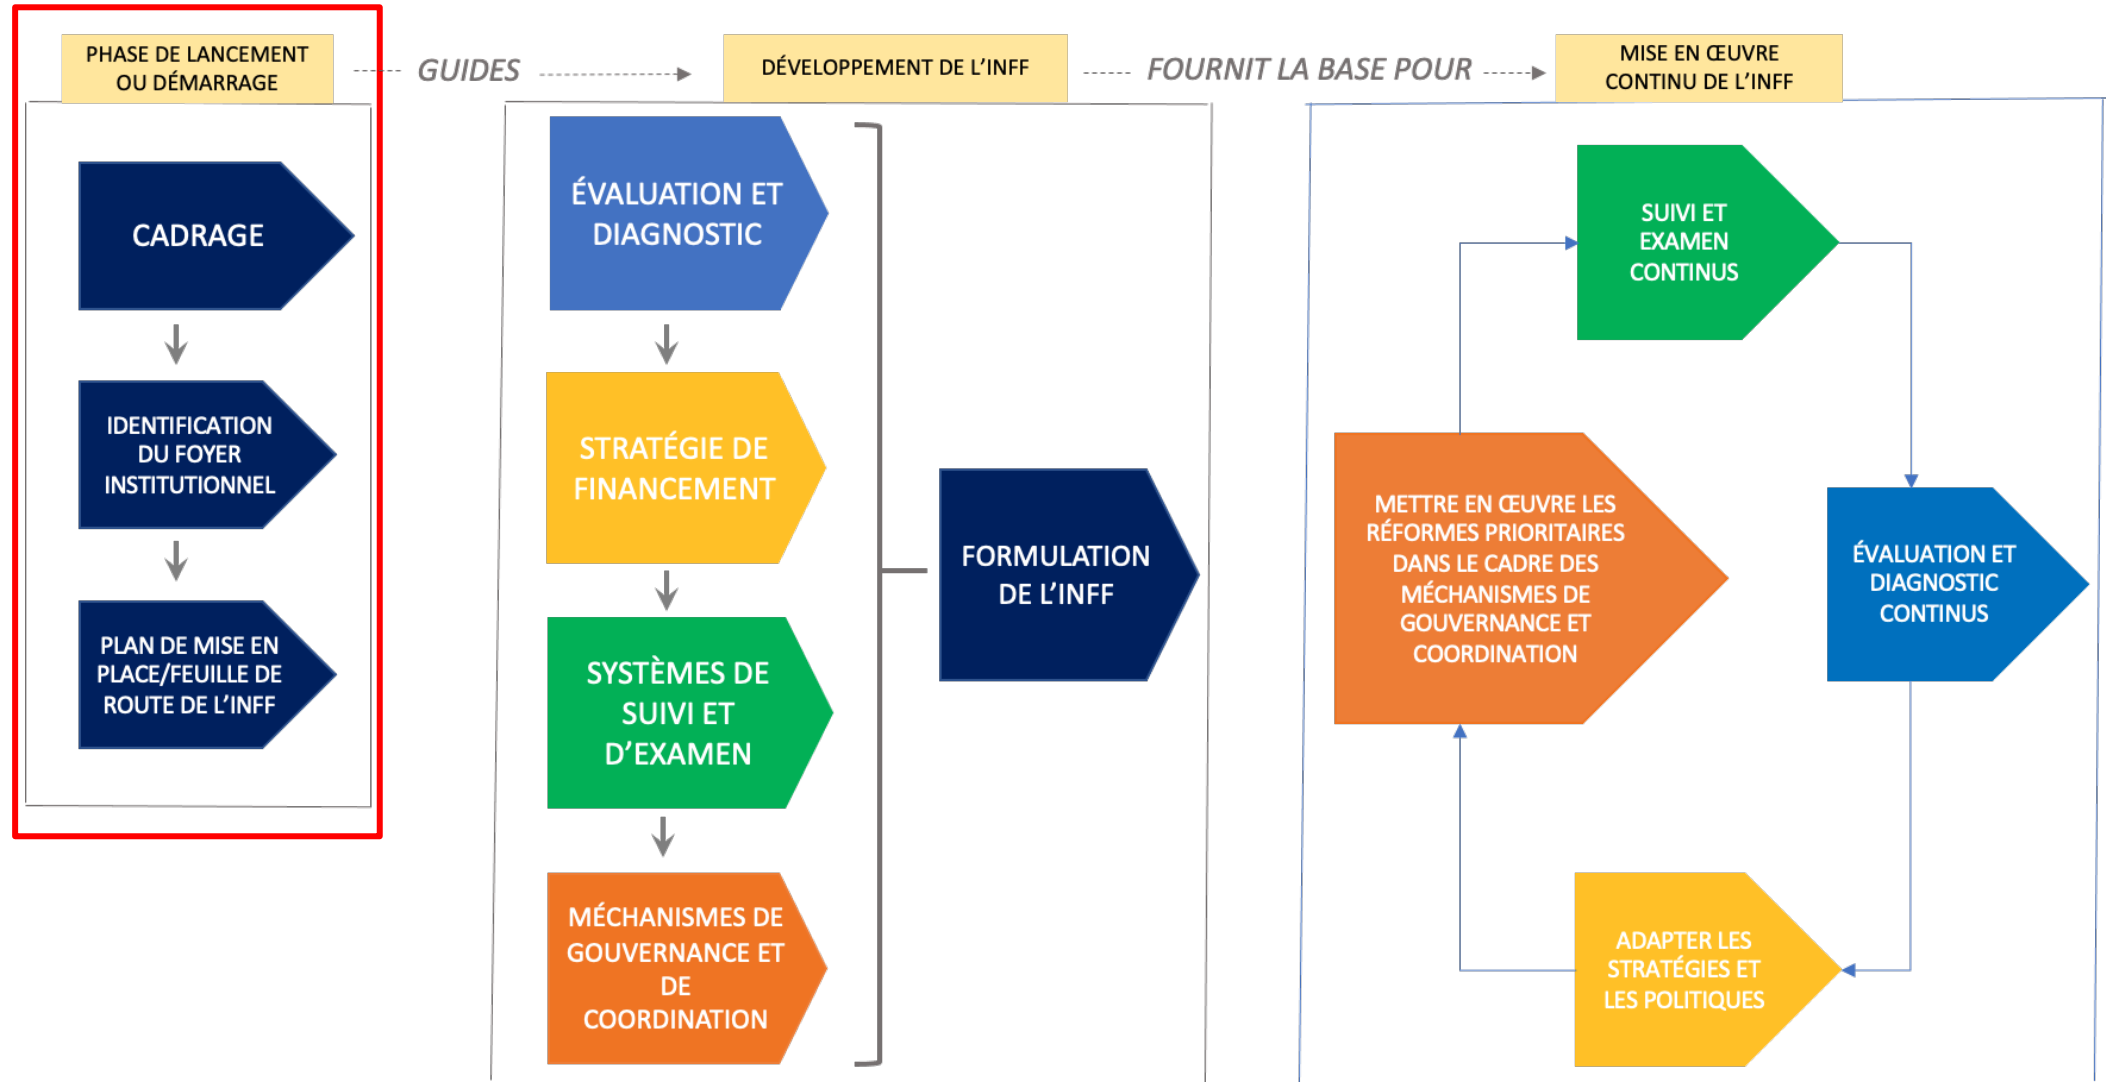 PHASE DE LANCEMENT
OU DÉMARRAGE
GUIDES
DÉVELOPPEMENT DE L'INFF
FOURNIT LA BASE POUR
MISE EN ŒUVRE
CONTINU DE L'INFF
CADRAGE
IDENTIFICATION
DU FOYER
INSTITUTIONNEL
PLAN DE MISE EN
PLACE/FEUILLE DE
ROUTE DE L'INFF
ÉVALUATION ET
DIAGNOSTIC
STRATÉGIE DE
FINANCEMENT
SYSTÈMES DE
SUIVI ET
D'EXAMEN
MÉCHANISMES DE
GOUVERNANCE ET
DE
COORDINATION
FORMULATION
DE L'INFF
SUIVI ET
EXAMEN
CONTINUS
ÉVALUATION ET
DIAGNOSTIC
CONTINUS
ADAPTER LES
STRATÉGIES ET
LES POLITIQUES
METTRE EN ŒUVRE LES
RÉFORMES PRIORITAIRES
DANS LE CADRE DES
MÉCHANISMES DE
GOUVERNANCE ET
COORDINATION